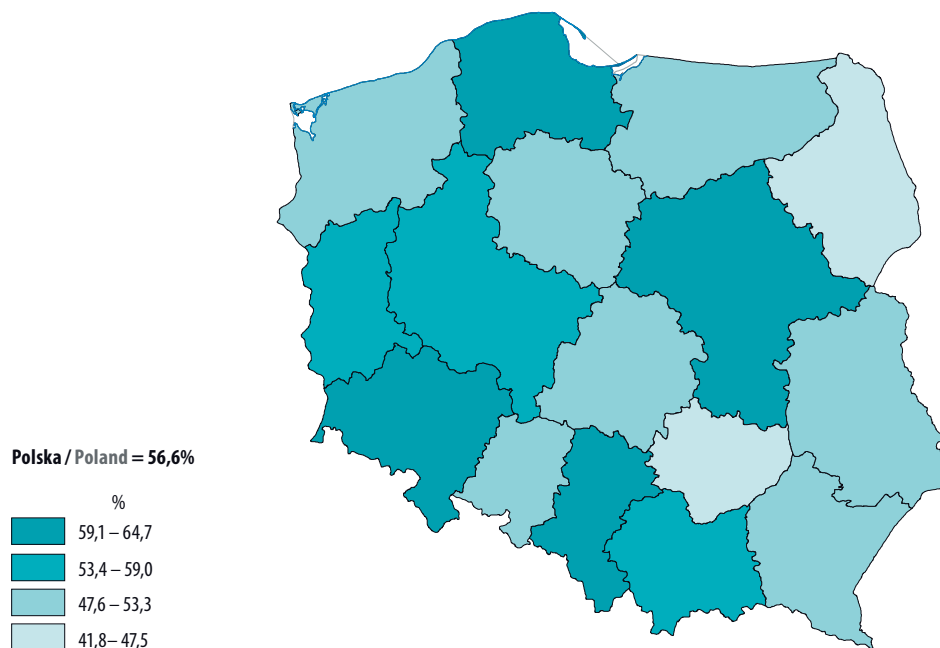 Polska / Poland = 56,6%
%
59,1 – 64,7
53,4 – 59,0
47,6 – 53,3
41,8– 47,5